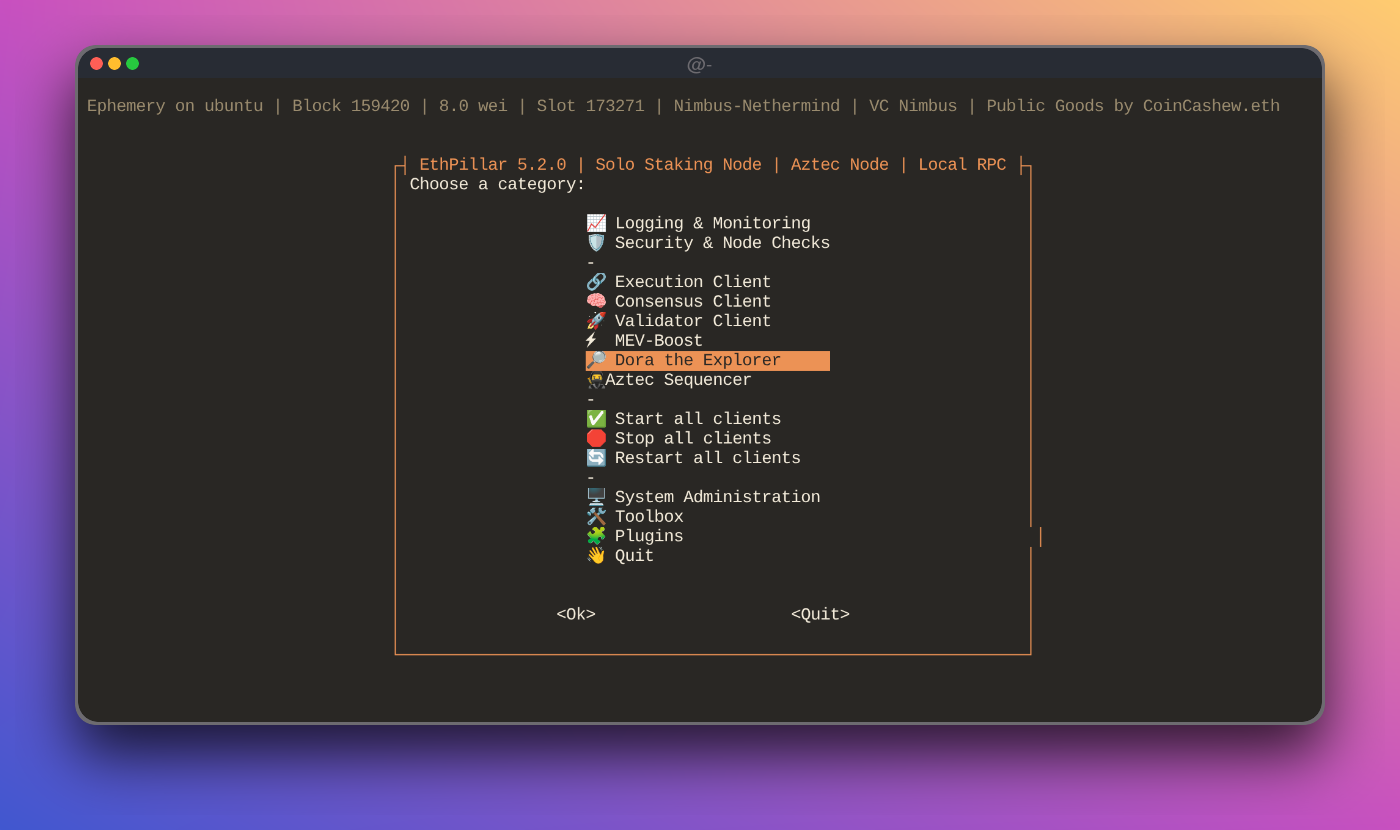 @-
Ephemery on ubuntu | Block 159420 | 8.0 wei | Slot 173271 | Nimbus-Nethermind | VC Nimbus | Public Goods by CoinCashew.eth
EthPillar 5.2.0 | Solo Staking Node | Aztec Node | Local RPC
Choose a category:
📈 Logging & Monitoring
🛡️ Security & Node Checks
-
🔗 Execution Client
🧠 Consensus Client
🚀 Validator Client
⚡ MEV-Boost
🔎 Dora the Explorer
🥷Aztec Sequencer
-
✅ Start all clients
🛑 Stop all clients
🔄 Restart all clients
-
🖥️ System Administration
🛠️ Toolbox
🧩 Plugins
👋 Quit
<Ok> <Quit>